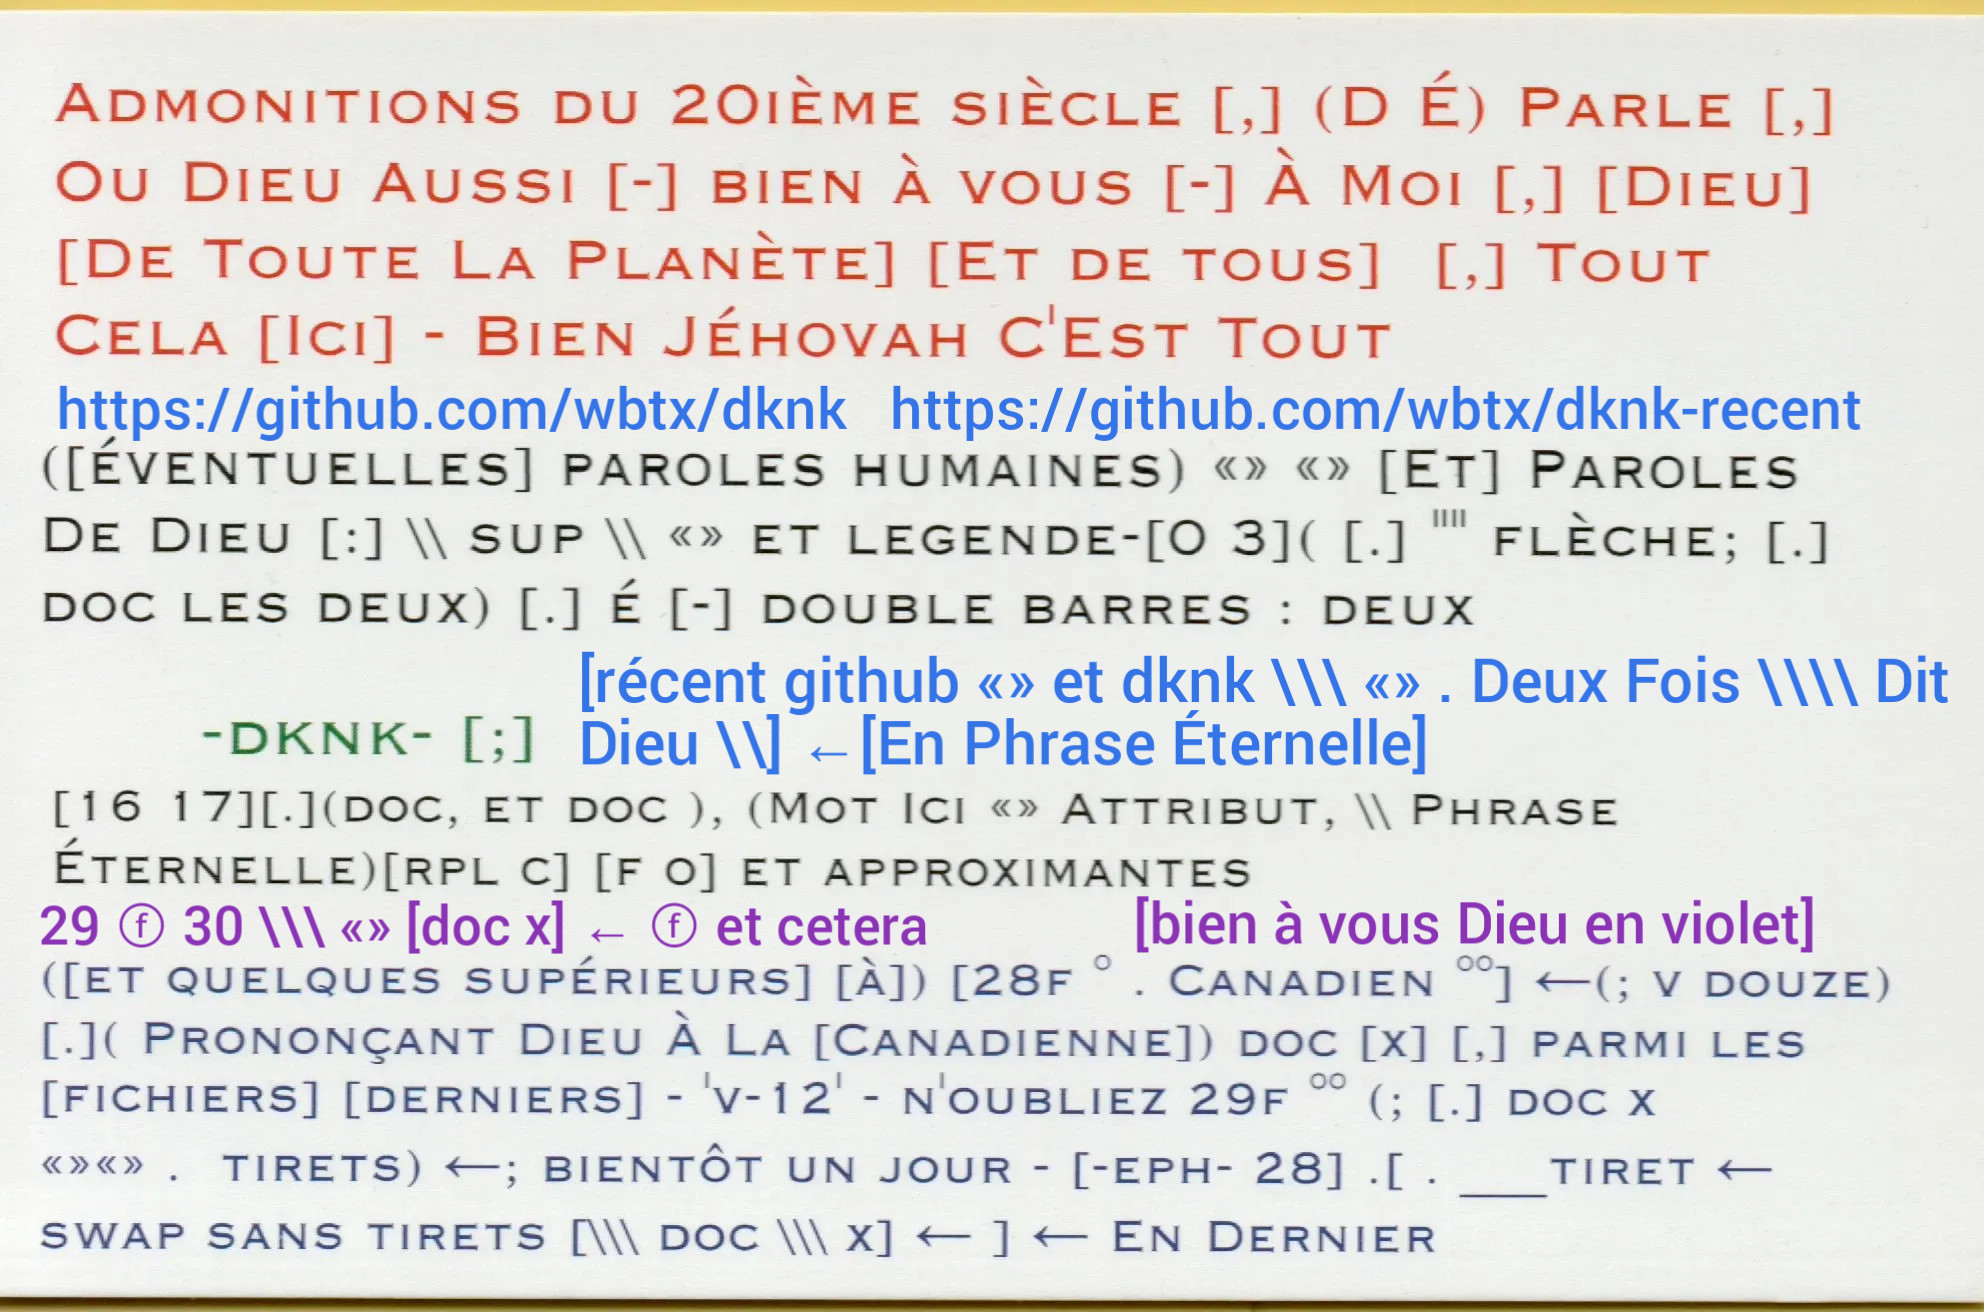 Admonitions du 20ième siècle [,] (D É) Parle [,]
Ou Dieu Aussi [-] bien à vous [-] À Moi [,] [Dieu]
[De Toute La Planète] [Et de tous] [,] Tout
Cela [Ici] - Bien Jéhovah C'Est Tout
https://github.com/wbtx/dknk https://github.com/wbtx/dknk-recent
([éventuelles] paroles humaines) «» «» [Et] Paroles
De Dieu [:] \\ sup \\ «» et legende-[o 3]( [.] "" flèche; [.]
doc les deux) [.] é [-] double barres : deux
[récent github «» et dknk \\\ «» . Deux Fois \\\\ Dit
-dknk- [;] Dieu \\] ←[En Phrase Éternelle]
[16 17][.](doc, et doc ), (Mot Ici «» Attribut, \\ Phrase
Éternelle)[rpl c] [f o] et approximantes
29 ⓕ 30 \\\ «» [doc x] ← ⓕ et cetera [bien à vous Dieu en violet]
([et quelques supérieurs] [à]) [28f ° . Canadien °°] ←(; v douze)
[.]( Prononçant Dieu À La [Canadienne]) doc [x] [,] parmi les
[fichiers] [derniers] - 'v-12' - n'oubliez 29f °° (; [.] doc x
«»«» . tirets) ←; bientôt un jour - [-eph- 28] .[ . ___tiret ←
swap sans tirets [\\\ doc \\\ x] ← ] ← En Dernier